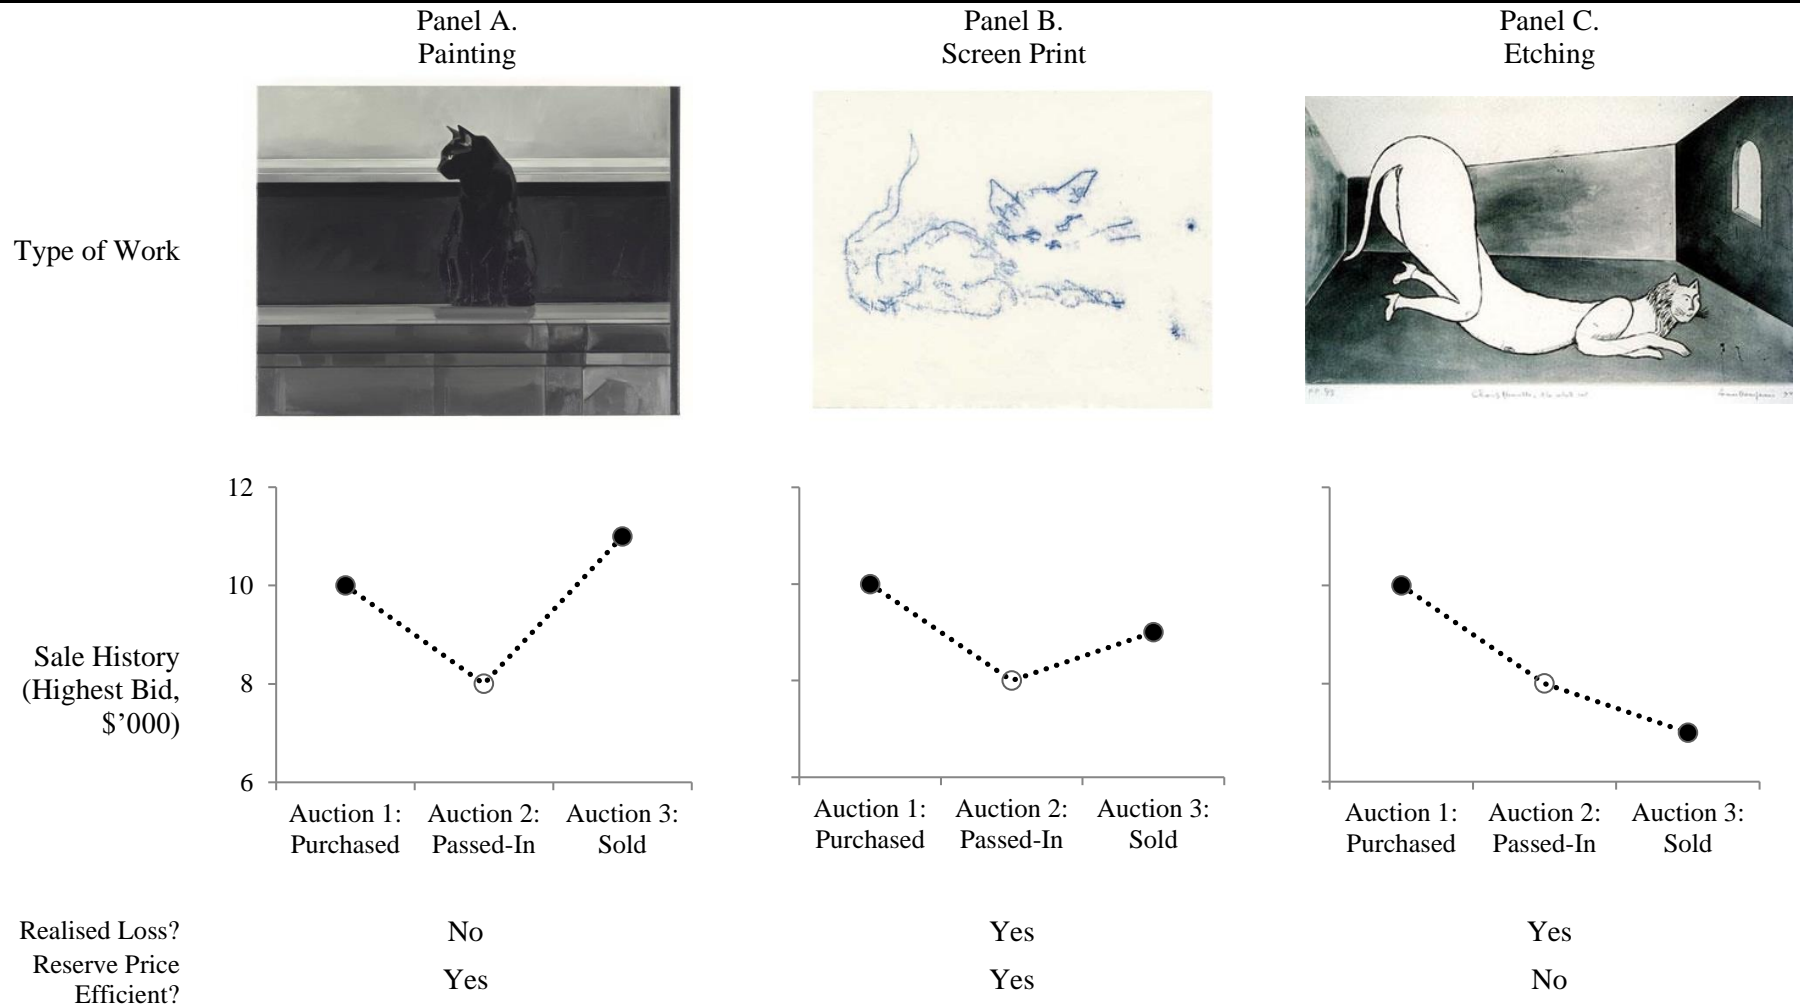 Panel A.
Painting
Panel B.
Screen Print
Panel C.
Etching
Type of Work
Sale History
(Highest Bid,
$’000)
12
10
8
6
Auction 1:
Purchased
Auction 2:
Passed-In
Auction 3:
Sold
Auction 1:
Purchased
Auction 2:
Passed-In
Auction 3:
Sold
Auction 1:
Purchased
Auction 2:
Passed-In
Auction 3:
Sold
Realised Loss? No Yes Yes
Reserve Price
Efficient? Yes Yes No